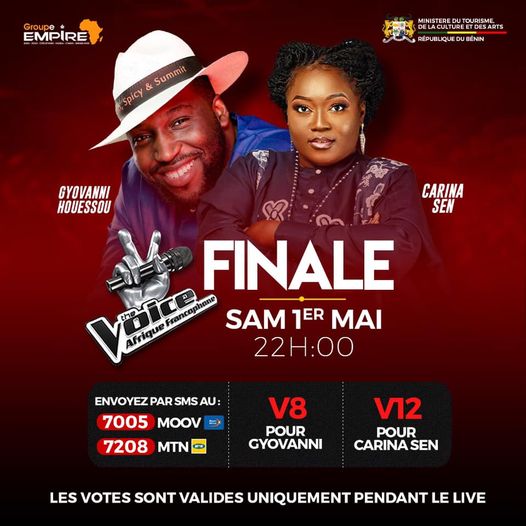 Groupe
EMPIRE
MINISTERE DU TOURISME,
DE LA CULTURE ET DES ARTS
RÉPUBLIQUE DU BÉNIN
Spicy & Summit
GYOVANNI
HOUESSOU
CARINA
SEN
the Voice
Afrique Francophone
FINALE
SAM 1ER MAI
22H:00
ENVOYEZ PAR SMS AU :
7005 MOOV
7208 MTN
V8
POUR
GYOVANNI
V12
POUR
CARINA SEN
LES VOTES SONT VALIDES UNIQUEMENT PENDANT LE LIVE